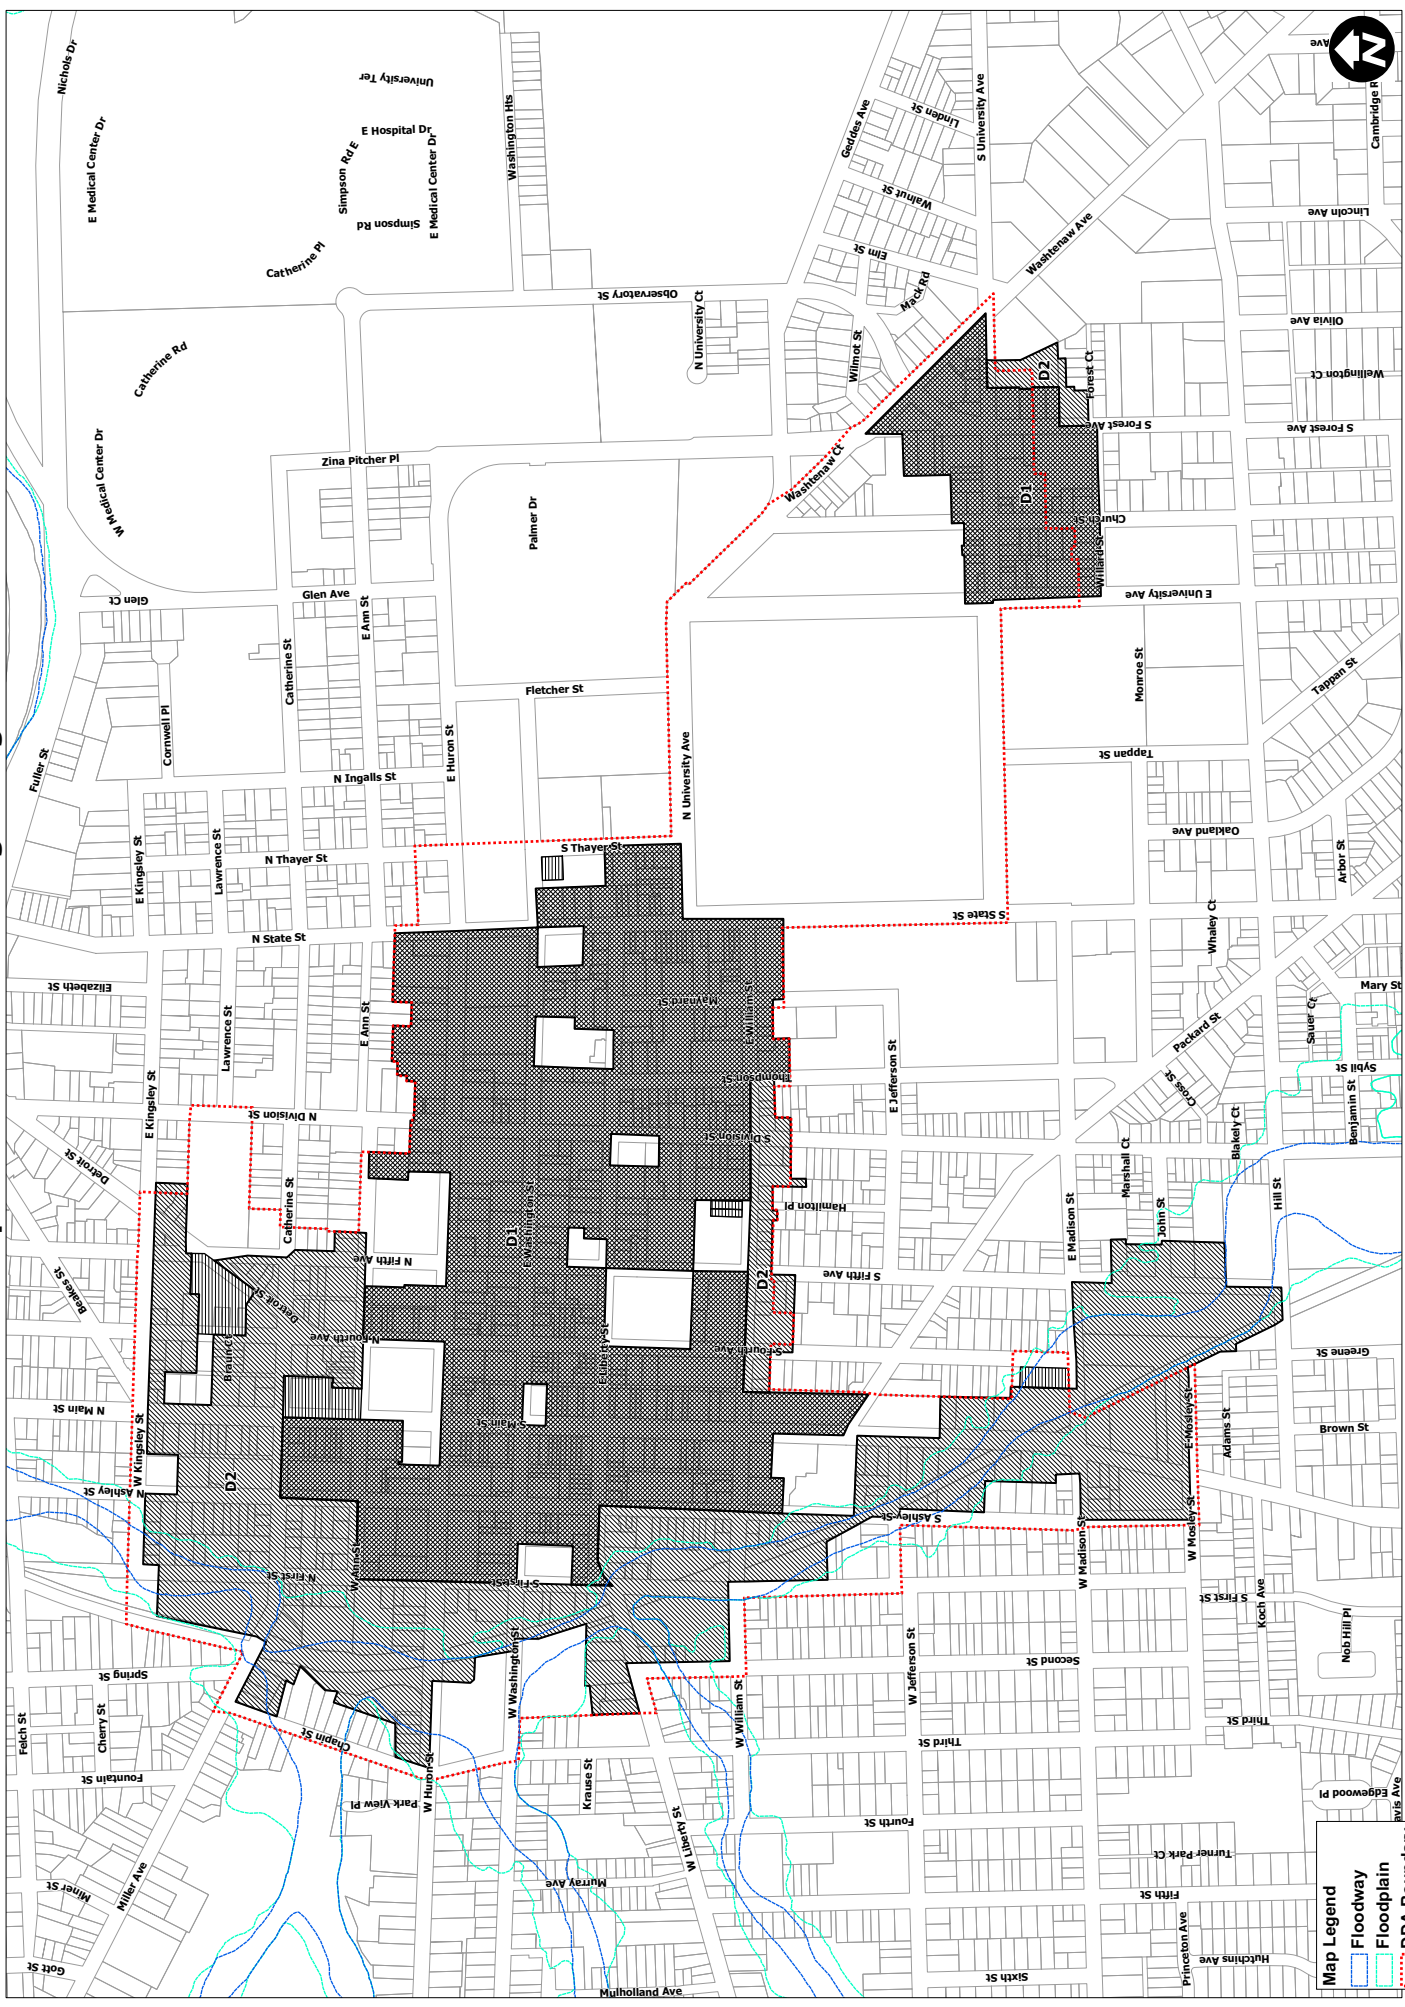 Nichols Dr
E Medical Center Dr
University Ter
E Hospital Dr
Simpson Rd E
Simpson Rd
E Medical Center Dr
Catherine Pl
Washington Hts
Geddes Ave
Linden St
S University Ave
Walnut St
Elm St
Mack Rd
Washtenaw Ave
N
Ave
Cambridge R
Lincoln Ave
Olivia Ave
Wellington Ct
Observatory St
N University Ct
Wilmot St
Catherine Rd
W Medical Center Dr
Zina Pitcher Pl
Palmer Dr
Washtenaw Ct
D2
Forest Ct
S Forest Ave
S Forest Ave
D1
Church St
Willard St
E University Ave
Glen Ct
Glen Ave
E Ann St
Catherine St
Cornwell Pl
Fuller St
Fletcher St
E Huron St
N Ingalls St
N University Ave
Monroe St
Tappan St
Tappan St
Oakland Ave
Arbor St
E Kingsley St
Lawrence St
N Thayer St
S Thayer St
N State St
S State St
Whaley Ct
Elizabeth St
Lawrence St
E Ann St
Maynard St
E William St
Mary St
Sauer Ct
Packard St
Sybil St
Cross St
Benjamin St
Blakely Ct
E Kingsley St
N Division St
Thompson St
E Jefferson St
S Division St
Detroit St
Catherine St
Hamilton Pl
Marshall Ct
John St
Hill St
E Madison St
N Fifth Ave
D1
E Washington St
D2
S Fifth Ave
Beakes St
Detroit St
Braun Ct
N Fourth Ave
E Liberty St
S Fourth Ave
Greene St
N Main St
S Main St
E Mosley St
Adams St
Brown St
W Kingsley St
N Ashley St
D2
S Ashley St
W Madison St
W Mosley St
N First St
W Ann St
S First St
S First St
Koch Ave
Nob Hill Pl
Spring St
W Washington St
W Jefferson St
Second St
Felch St
Cherry St
Chapin St
W William St
Third St
Third St
Fountain St
Park View Pl
W Huron St
Krause St
Edgewood Pl
avis Ave
W Liberty St
Fourth St
Turner Park Ct
Miner St
Miller Ave
Murray Ave
Fifth St
Gott St
Mulholland Ave
Sixth St
Princeton Ave
Hutchins Ave
Map Legend
Floodway
Floodplain